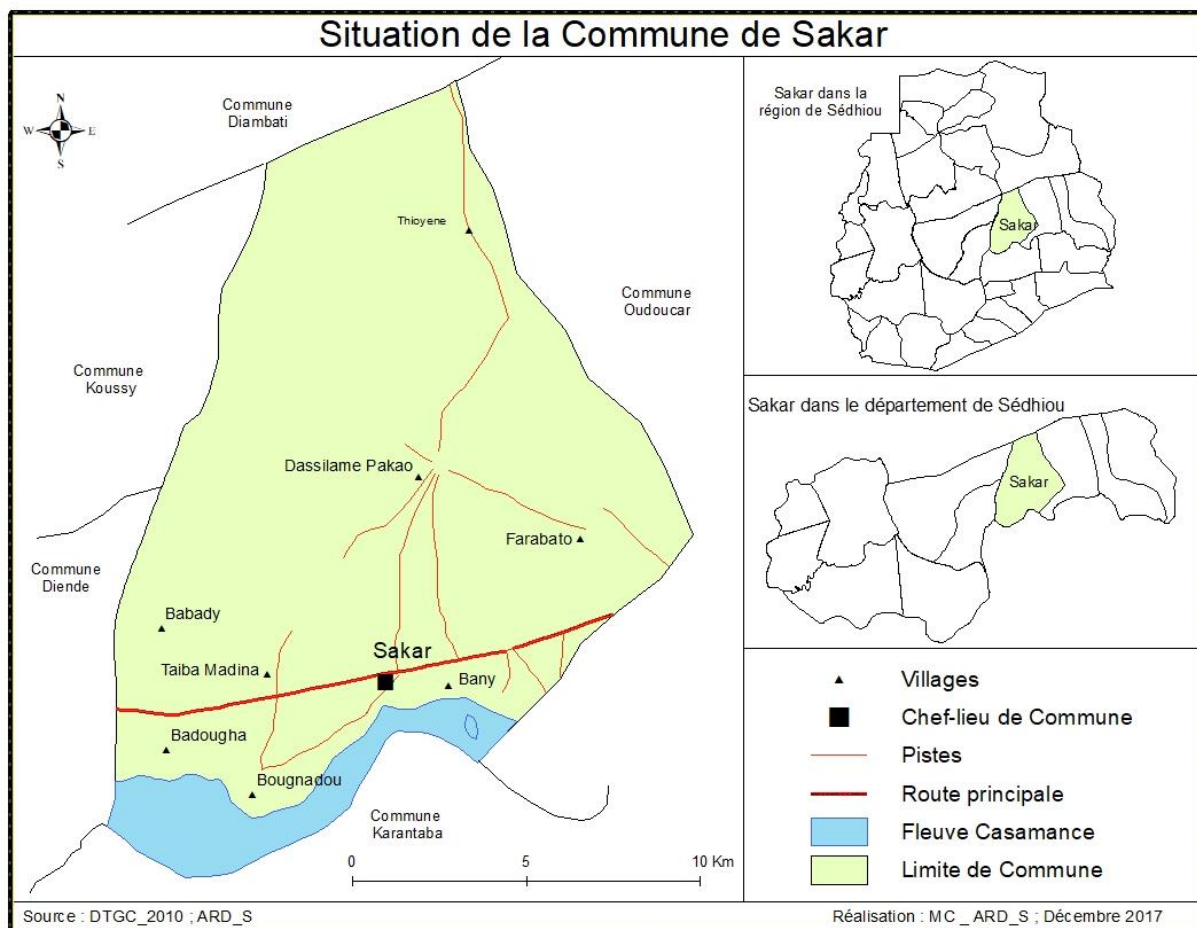 Situation de la Commune de Sakar
N
W
E
S
Commune
Diambati
Thioyene
Commune
Oudoucar
Commune
Koussy
Dassilame Pakao
Farabato
Commune
Diende
Babady
Sakar
Taiba Madina
Bany
Badougha
Bougnadou
Commune
Karantaba
0 5 10 Km
Sakar dans la
région de Sédhiou
Sakar
Sakar dans le département de Sédhiou
Sakar
Villages
Chef-lieu de Commune
Pistes
Route principale
Fleuve Casamance
Limite de Commune
Source : DTGC_2010 ; ARD_S
Réalisation : MC _ ARD_S ; Décembre 2017